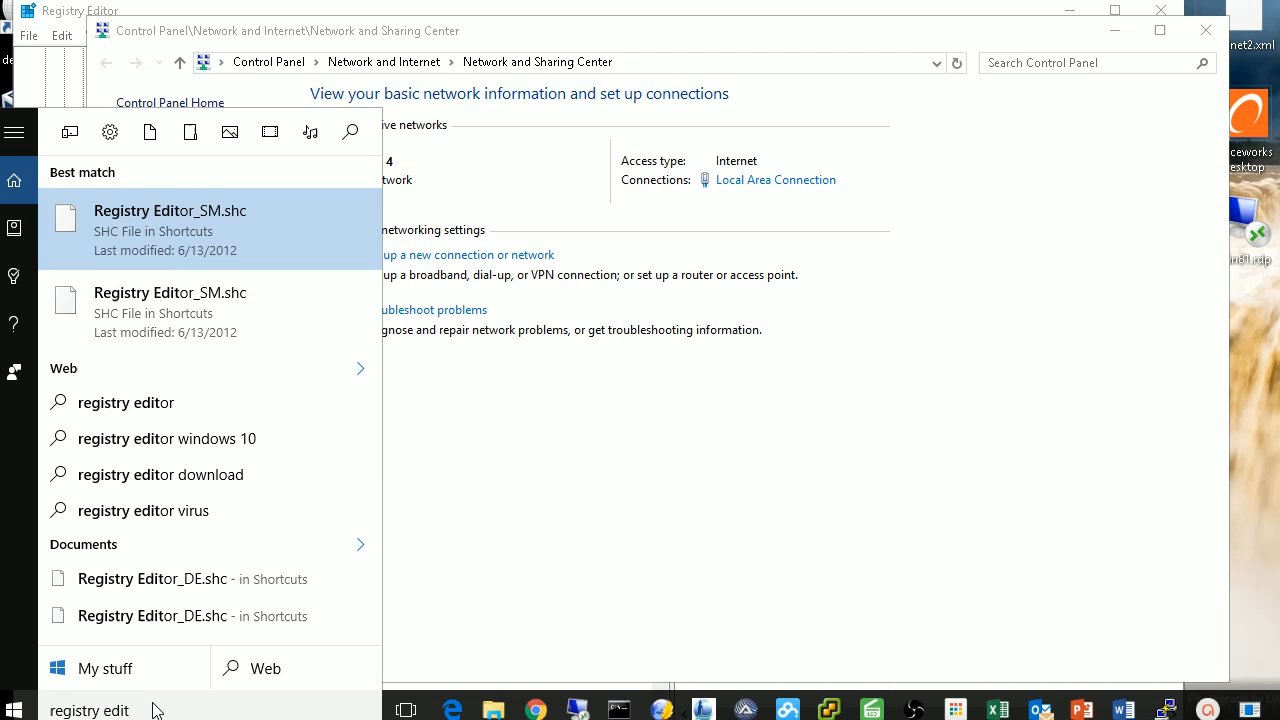 Registry Editor
File Edit
Control Panel\Network and Internet\Network and Sharing Center
Control Panel > Network and Internet > Network and Sharing Center
Search Control Panel
Control Panel Home
View your basic network information and set up connections
ive networks
4
twork
Access type: Internet
Connections: Local Area Connection
networking settings
up a new connection or network
up a broadband, dial-up, or VPN connection; or set up a router or access point.
ubleshoot problems
gnose and repair network problems, or get troubleshooting information.
Best match
Registry Editor_SM.shc
SHC File in Shortcuts
Last modified: 6/13/2012
Registry Editor_SM.shc
SHC File in Shortcuts
Last modified: 6/13/2012
Web
registry editor
registry editor windows 10
registry editor download
registry editor virus
Documents
Registry Editor_DE.shc - in Shortcuts
Registry Editor_DE.shc - in Shortcuts
My stuff
Web
registry edit
net2.xml
aceworks
esktop